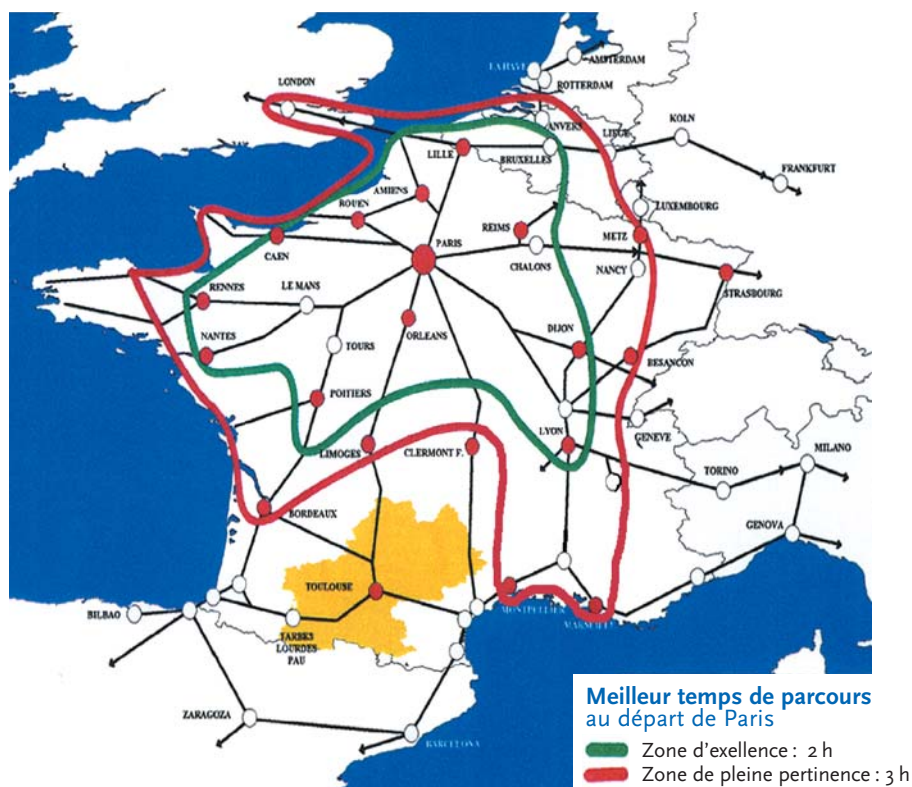 AMSTERDAM
LA HAYE
ROTTERDAM
LONDON
ANVERS
KOLN
LIEGE
LILLE
BRUXELLES
FRANKFURT
AMIENS
LUXEMBOURG
ROUEN
REIMS
METZ
PARIS
CAEN
CHALONS
NANCY
RENNES
LE MANS
STRASBOURG
NANTES
ORLEANS
DIJON
TOURS
BESANCON
POITIERS
GENEVE
LYON
LIMOGES
CLERMONT F.
MILANO
TORINO
BORDEAUX
GENOVA
TOULOUSE
BILBAO
MONTPELLIER
TARBES
LOURDES-
PAU
ZARAGOZA
BARCELONA
Meilleur temps de parcours
au départ de Paris
Zone d'exellence : 2 h
Zone de pleine pertinence : 3 h